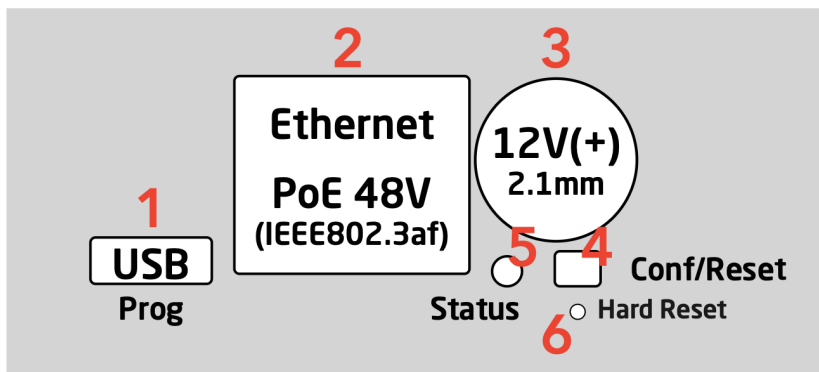 2
3
Ethernet
PoE 48V
(IEEE802.3af)
12V(+)
2.1mm
1
USB
Prog
5
4
Conf/Reset
Status
6
Hard Reset